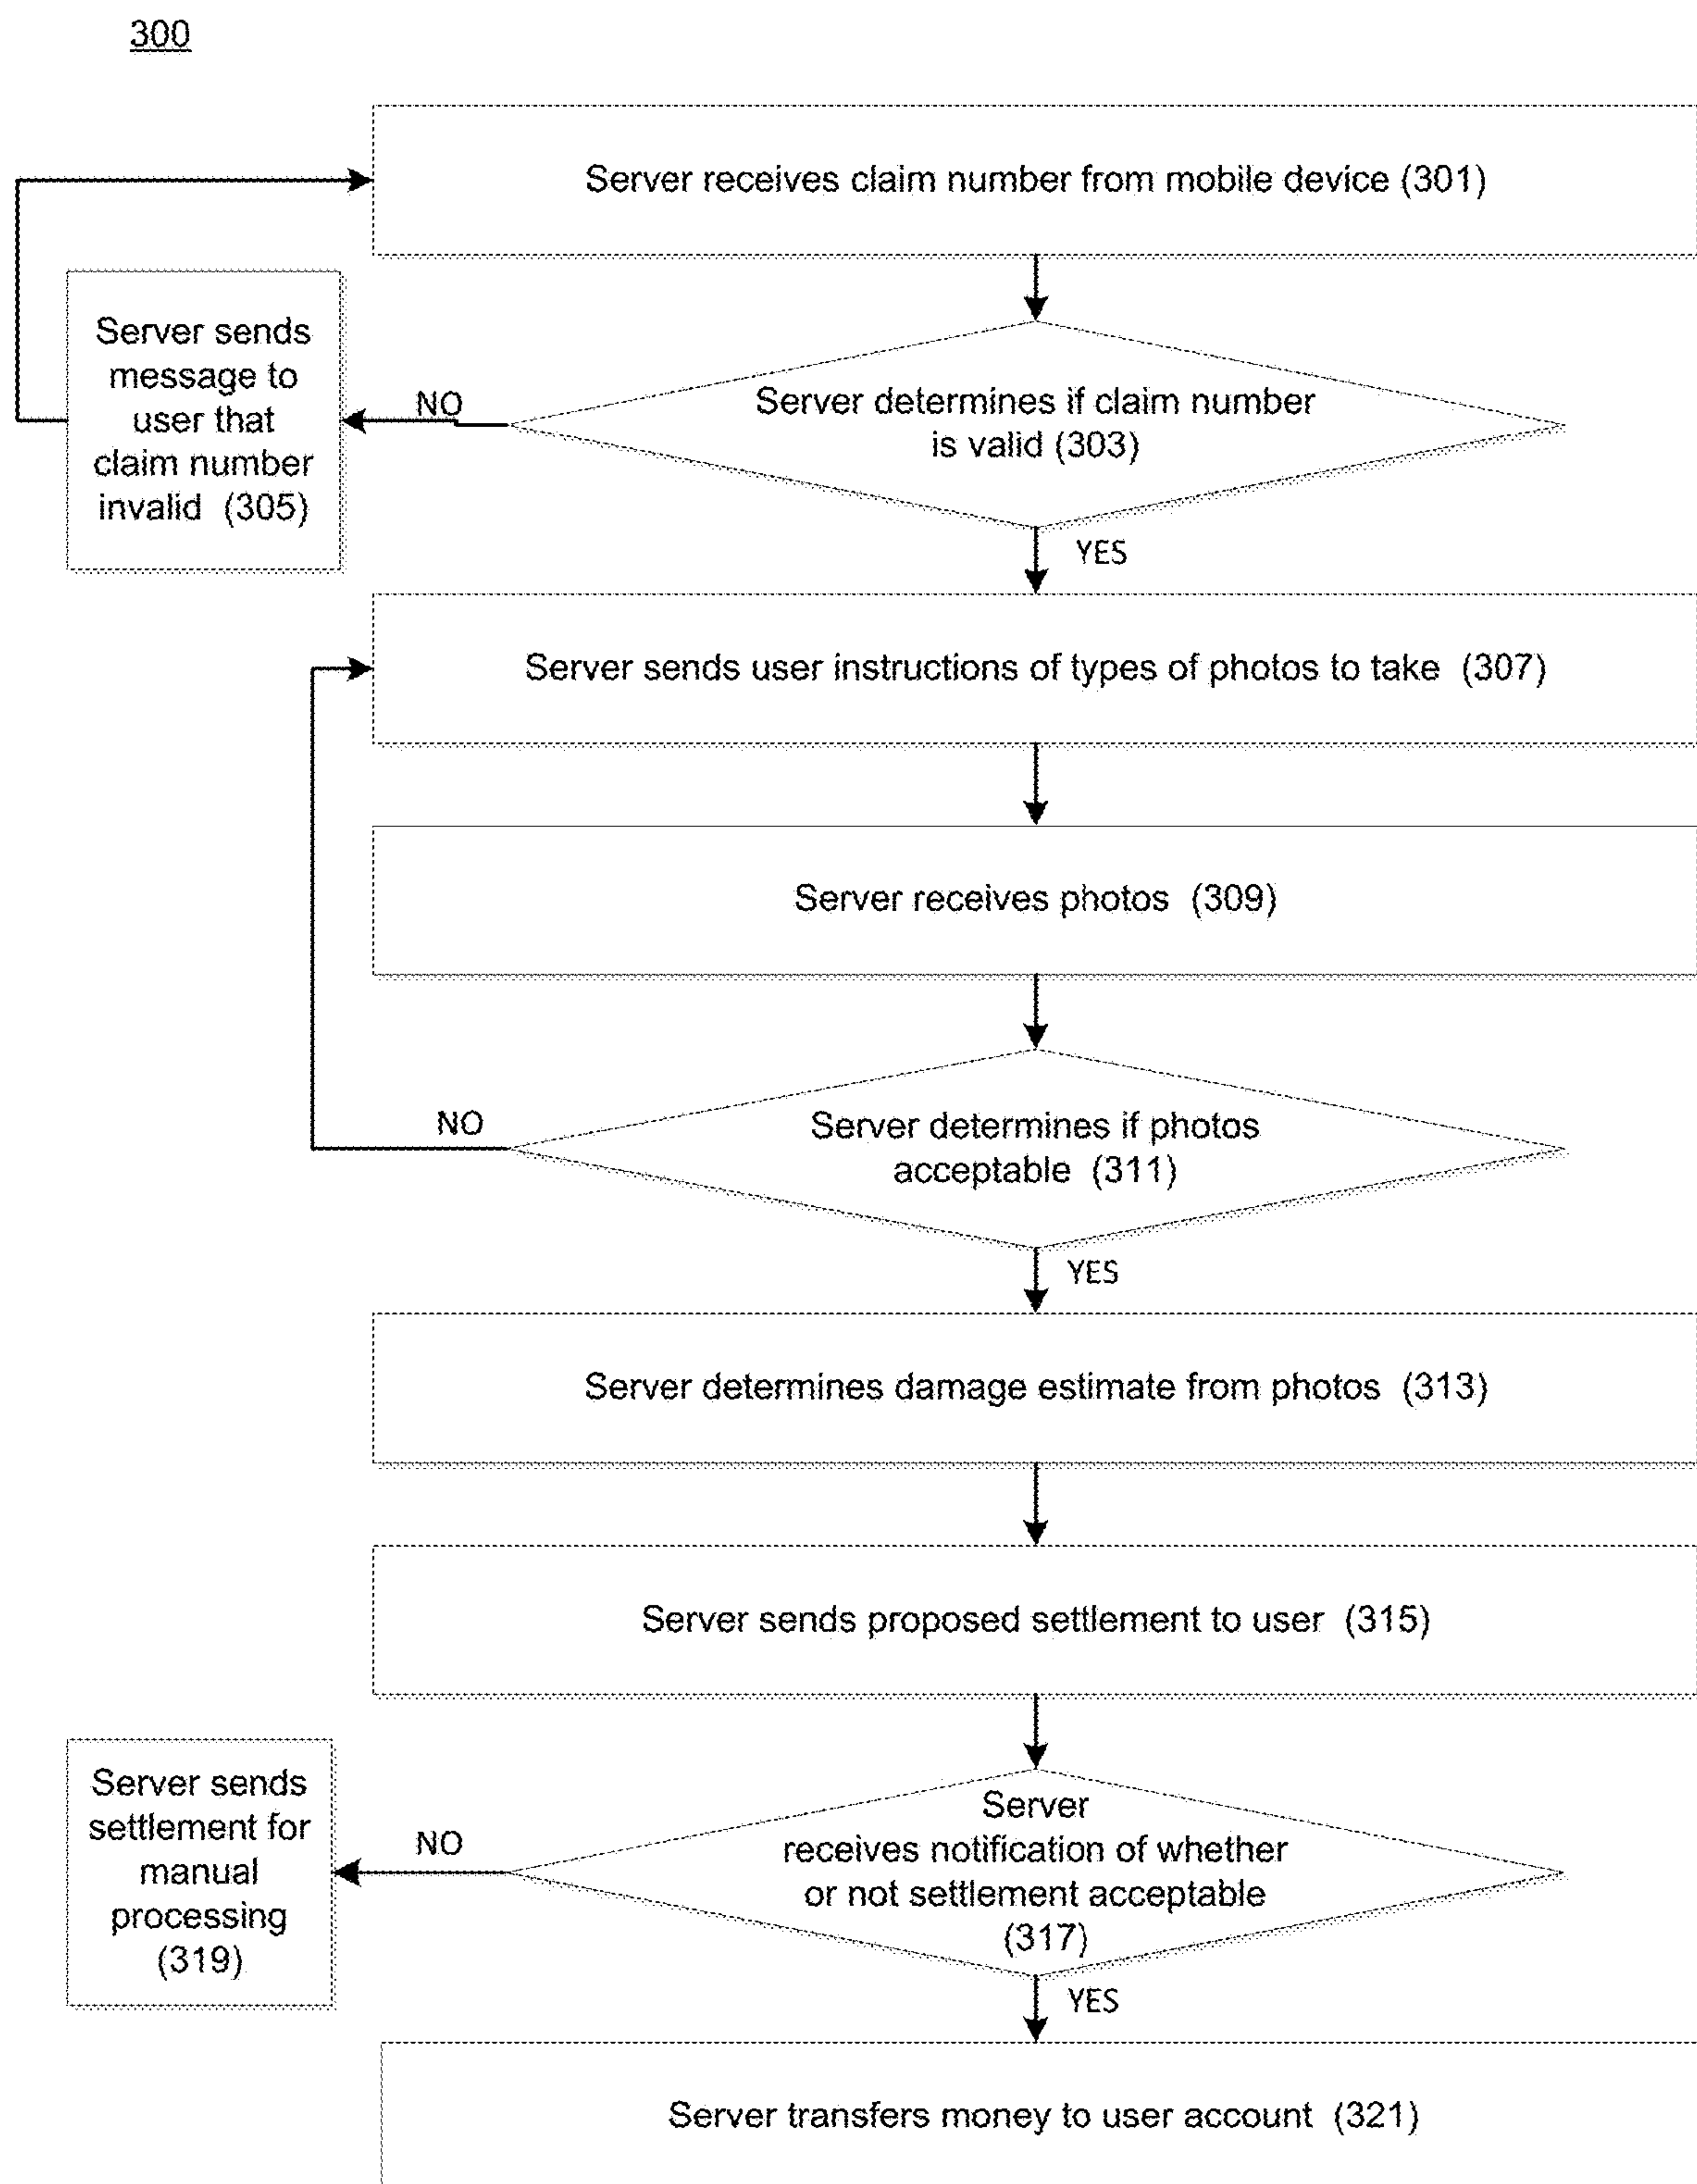 300
Server receives claim number from mobile device (301)
Server sends
message to
user that
claim number
invalid (305)
NO
Server determines if claim number
is valid (303)
YES
Server sends user instructions of types of photos to take (307)
Server receives photos (309)
NO
Server determines if photos
acceptable (311)
YES
Server determines damage estimate from photos (313)
Server sends proposed settlement to user (315)
Server sends
settlement for
manual
processing
(319)
NO
Server
receives notification of whether
or not settlement acceptable
(317)
YES
Server transfers money to user account (321)